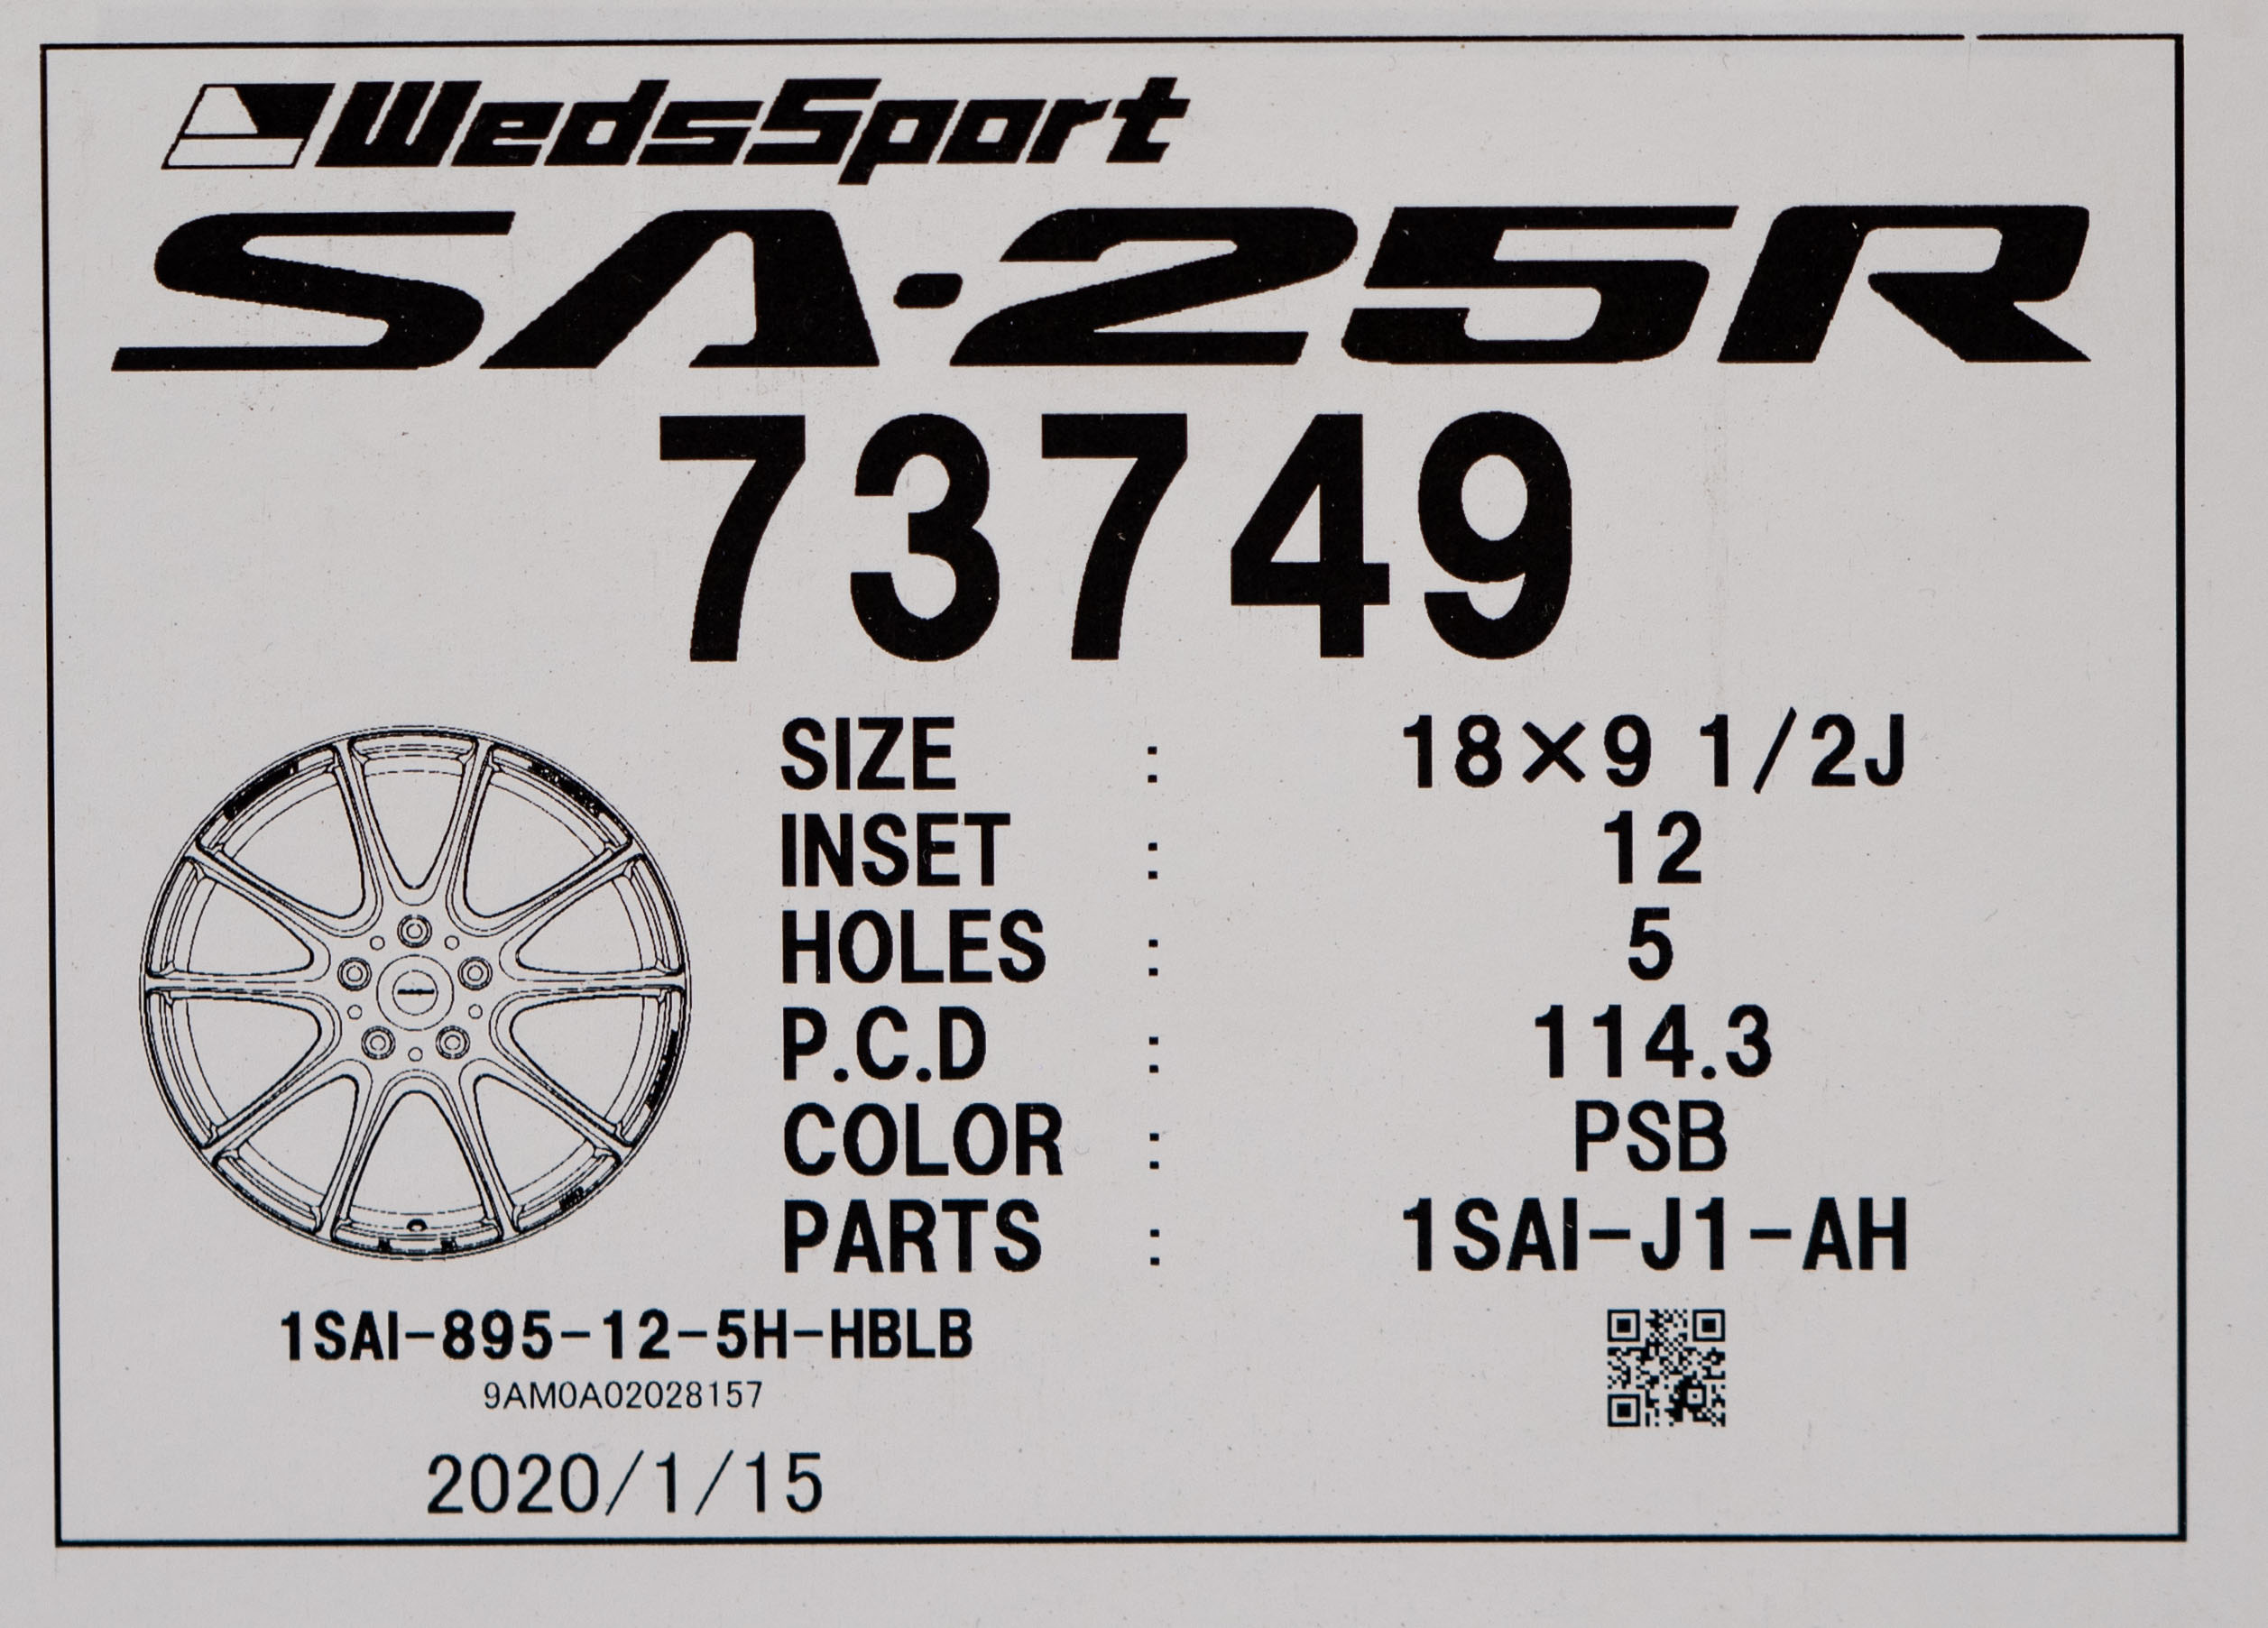 WedsSport
SA-25R
73749
SIZE : 18×9 1/2J
INSET : 12
HOLES : 5
P.C.D : 114.3
COLOR : PSB
PARTS : 1SAI-J1-AH
1SAI-895-12-5H-HBLB
9AM0A02028157
2020/1/15